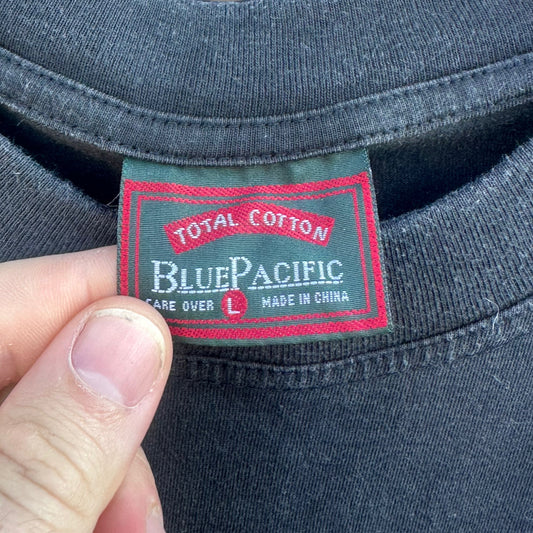 TOTAL COTTON
BLUEPACIFIC
CARE OVER L MADE IN CHINA